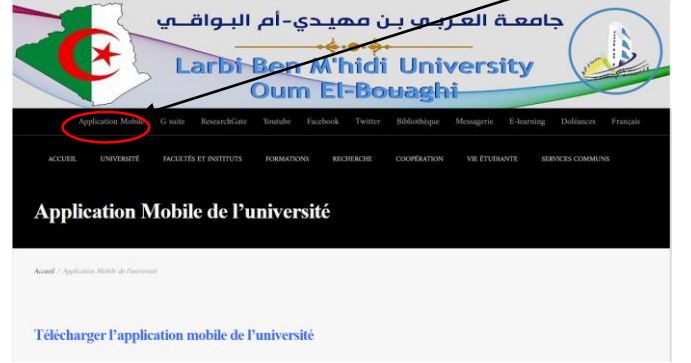 جامعة العربي بن مهيدي-أم البواقي
Larbi Ben M'hidi University
Oum El-Bouaghi
Application Mobile G suite ResearchGate Youtube Facebook Twitter Bibliothèque Messagerie E-learning Doléances Français
ACCUEIL UNIVERSITÉ FACULTÉS ET INSTITUTS FORMATIONS RECHERCHE COOPÉRATION VIE ÉTUDIANTE SERVICES COMMUNS
Application Mobile de l’université
Accueil / Application Mobile de l’université
Télécharger l’application mobile de l’université